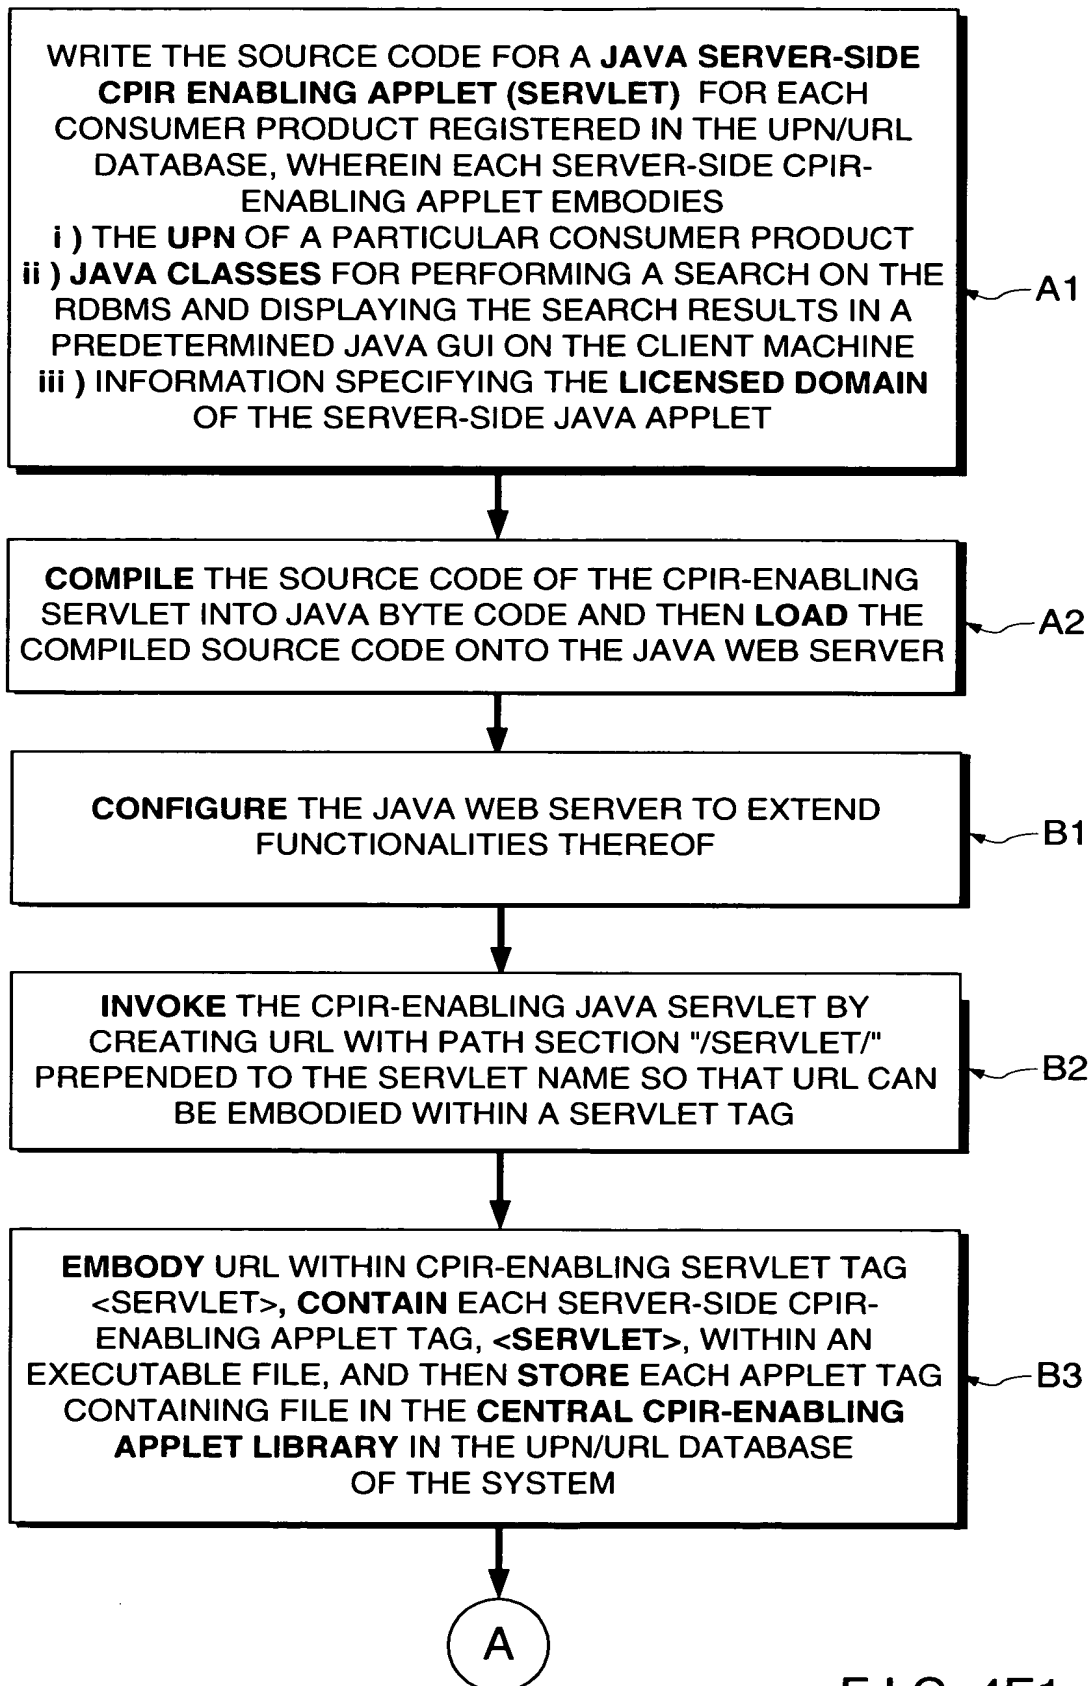 WRITE THE SOURCE CODE FOR A JAVA SERVER-SIDE
CPIR ENABLING APPLET (SERVLET) FOR EACH
CONSUMER PRODUCT REGISTERED IN THE UPN/URL
DATABASE, WHEREIN EACH SERVER-SIDE CPIR-
ENABLING APPLET EMBODIES
i ) THE UPN OF A PARTICULAR CONSUMER PRODUCT
ii ) JAVA CLASSES FOR PERFORMING A SEARCH ON THE
RDBMS AND DISPLAYING THE SEARCH RESULTS IN A
PREDETERMINED JAVA GUI ON THE CLIENT MACHINE
iii ) INFORMATION SPECIFYING THE LICENSED DOMAIN
OF THE SERVER-SIDE JAVA APPLET
A1
COMPILE THE SOURCE CODE OF THE CPIR-ENABLING
SERVLET INTO JAVA BYTE CODE AND THEN LOAD THE
COMPILED SOURCE CODE ONTO THE JAVA WEB SERVER
A2
CONFIGURE THE JAVA WEB SERVER TO EXTEND
FUNCTIONALITIES THEREOF
B1
INVOKE THE CPIR-ENABLING JAVA SERVLET BY
CREATING URL WITH PATH SECTION "/SERVLET/"
PREPENDED TO THE SERVLET NAME SO THAT URL CAN
BE EMBODIED WITHIN A SERVLET TAG
B2
EMBODY URL WITHIN CPIR-ENABLING SERVLET TAG
<SERVLET>, CONTAIN EACH SERVER-SIDE CPIR-
ENABLING APPLET TAG, <SERVLET>, WITHIN AN
EXECUTABLE FILE, AND THEN STORE EACH APPLET TAG
CONTAINING FILE IN THE CENTRAL CPIR-ENABLING
APPLET LIBRARY IN THE UPN/URL DATABASE
OF THE SYSTEM
B3
A
FIG. 4E1